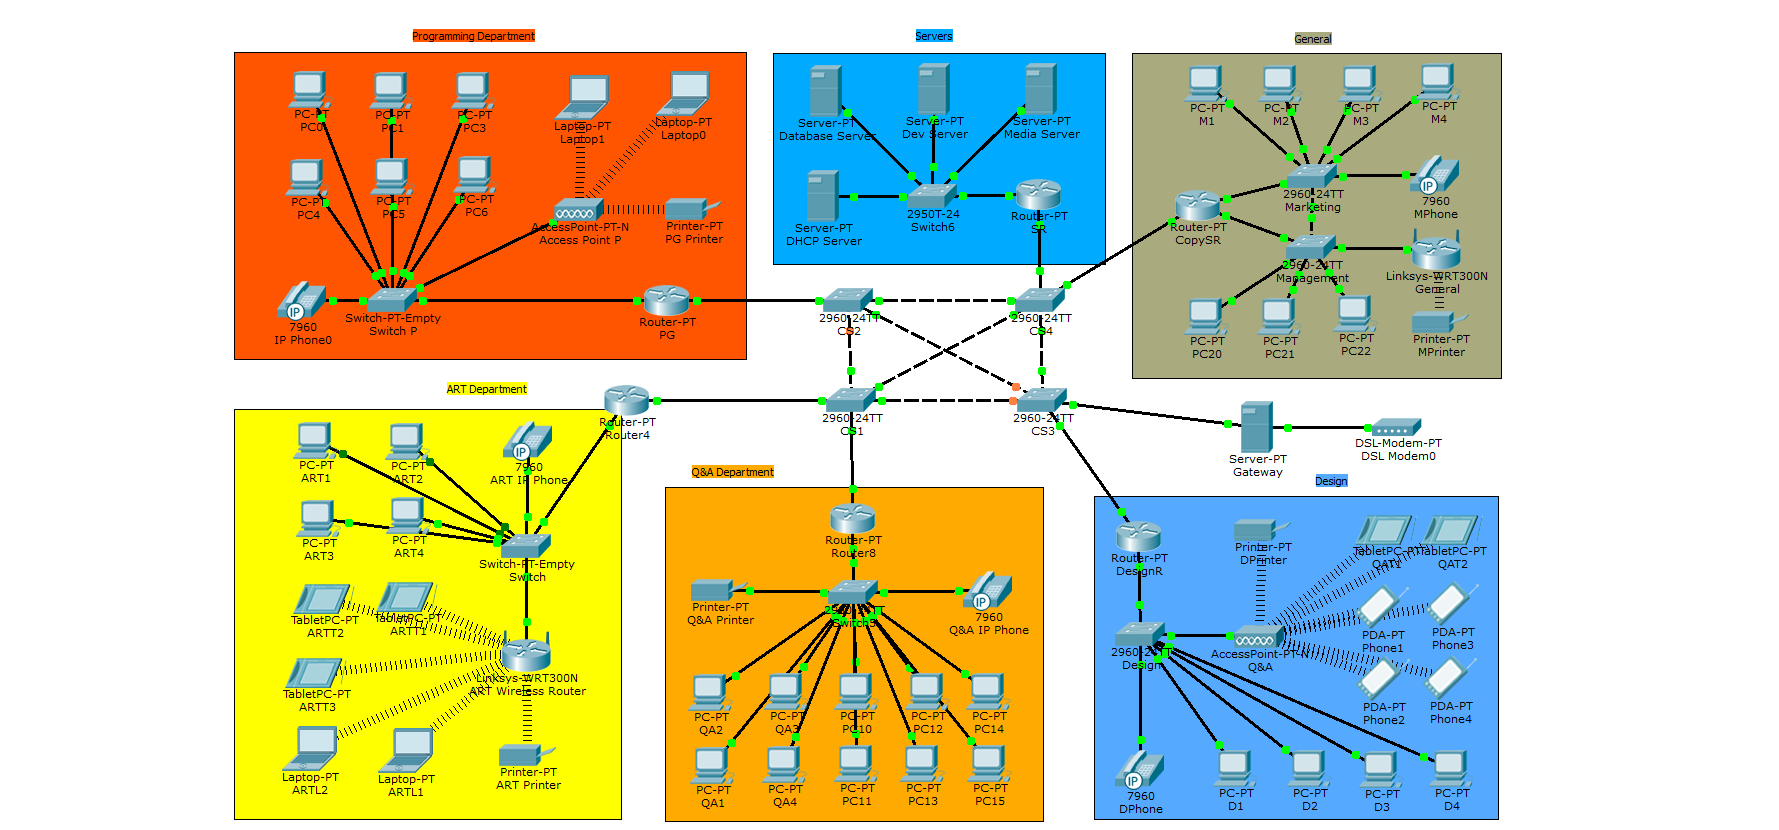 Programming Department
PC-PT
PC0
PC-PT
PC1
PC-PT
PC3
Laptop-PT
Laptop1
Laptop-PT
Laptop0
PC-PT
PC4
PC-PT
PC5
PC-PT
PC6
AccessPoint-PT-N
Access Point P
Printer-PT
PG Printer
IP
7960
IP Phone0
Switch-PT-Empty
Switch P
Router-PT
PG
Servers
Server-PT
Database Server
Server-PT
Dev Server
Server-PT
Media Server
Server-PT
DHCP Server
2950T-24
Switch6
Router-PT
SR
General
PC-PT
M1
PC-PT
M2
PC-PT
M3
PC-PT
M4
2960-24TT
Marketing
IP
7960
MPhone
Router-PT
CopySR
2960-24TT
Management
Linksys-WRT300N
General
PC-PT
PC20
PC-PT
PC21
PC-PT
PC22
Printer-PT
MPrinter
2960-24TT
CS2
2960-24TT
CS4
2960-24TT
CS1
2960-24TT
CS3
Server-PT
Gateway
DSL-Modem-PT
DSL Modem0
ART Department
Router-PT
Router4
PC-PT
ART1
PC-PT
ART2
IP
7960
ART IP Phone
PC-PT
ART3
PC-PT
ART4
Switch-PT-Empty
Switch
TabletPC-PT
ARTT2
TabletPC-PT
ARTT1
TabletPC-PT
ARTT3
Linksys-WRT300N
ART Wireless Router
Laptop-PT
ARTL2
Laptop-PT
ARTL1
Printer-PT
ART Printer
Q&A Department
Router-PT
Router8
Printer-PT
Q&A Printer
2960-24TT
Switch5
IP
7960
Q&A IP Phone
PC-PT
QA2
PC-PT
QA3
PC-PT
PC10
PC-PT
PC12
PC-PT
PC14
PC-PT
QA1
PC-PT
QA4
PC-PT
PC11
PC-PT
PC13
PC-PT
PC15
Design
Router-PT
DesignR
Printer-PT
DPrinter
TabletPC-PT
QAT1
TabletPC-PT
QAT2
PDA-PT
Phone1
PDA-PT
Phone3
2960-24TT
Design
AccessPoint-PT-N
Q&A
PDA-PT
Phone2
PDA-PT
Phone4
IP
7960
DPhone
PC-PT
D1
PC-PT
D2
PC-PT
D3
PC-PT
D4